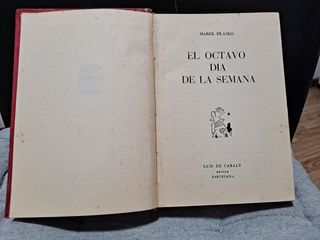 MAREK HLASKO
EL OCTAVO
DIA
DE LA SEMANA
LUIS DE CARALT
EDITOR
BARCELONA